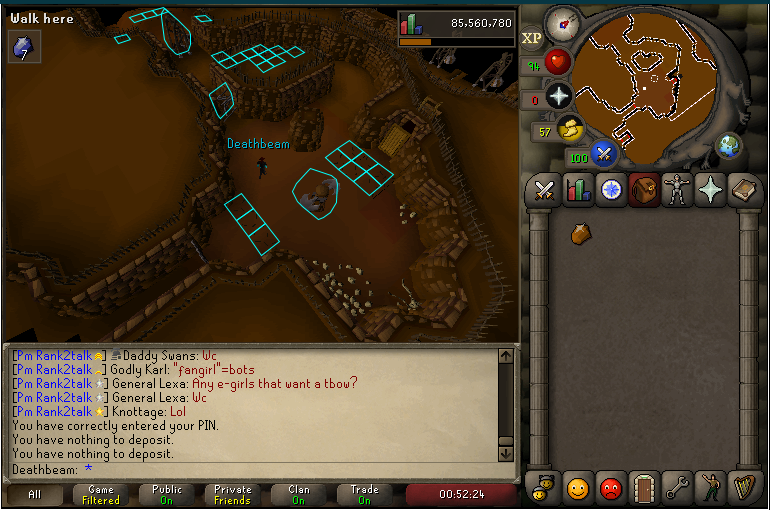 Walk here
7
85,560,780
XP
94
0
57
100
Deathbeam
[Pm Rank2talk] Daddy Swans: Wc
[Pm Rank2talk] Godly Karl: "fangirl"=bots
[Pm Rank2talk] General Lexa: Any e-girls that want a tbow?
[Pm Rank2talk] General Lexa: Wc
[Pm Rank2talk] Knottage: Lol
You have correctly entered your PIN.
You have nothing to deposit.
You have nothing to deposit.
Deathbeam: *
All
Game
Filtered
Public
On
Private
Friends
Clan
On
Trade
On
00:52:24